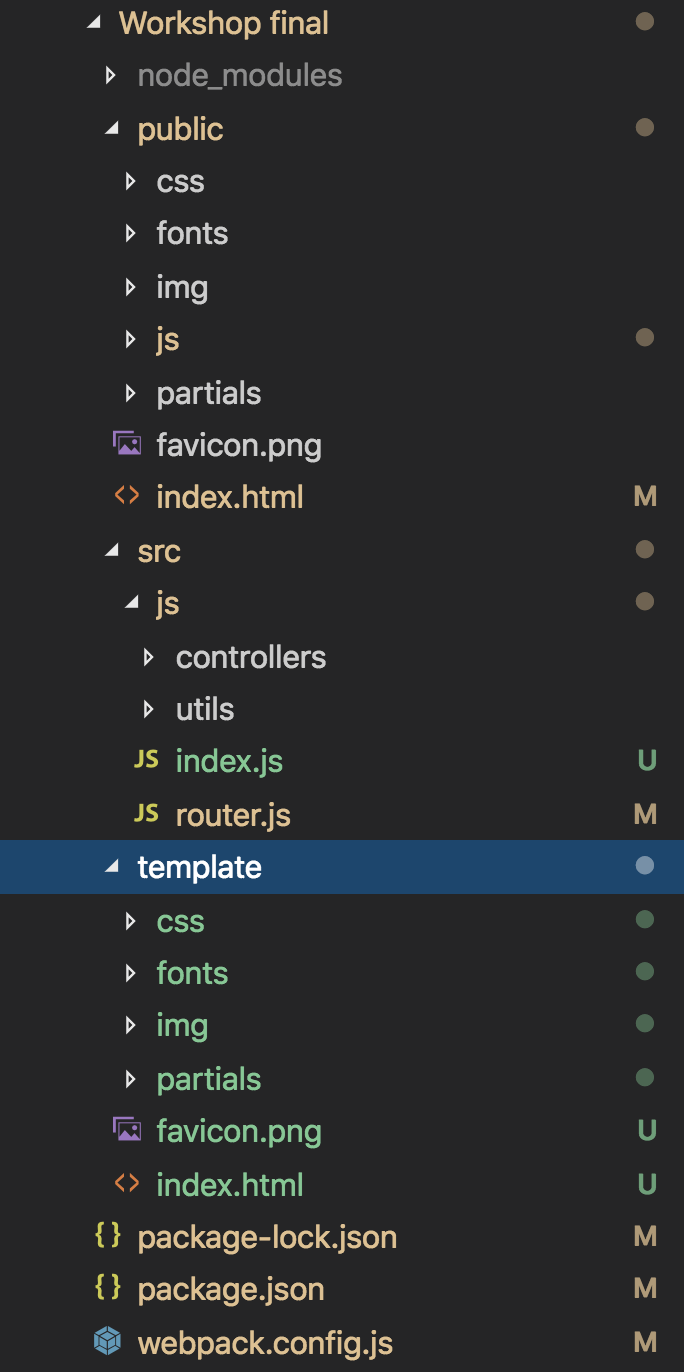 Workshop final
node_modules
public
css
fonts
img
js
partials
favicon.png
index.html M
src
js
controllers
utils
JS index.js U
JS router.js M
template
css
fonts
img
partials
favicon.png U
index.html U
{} package-lock.json M
{} package.json M
webpack.config.js M